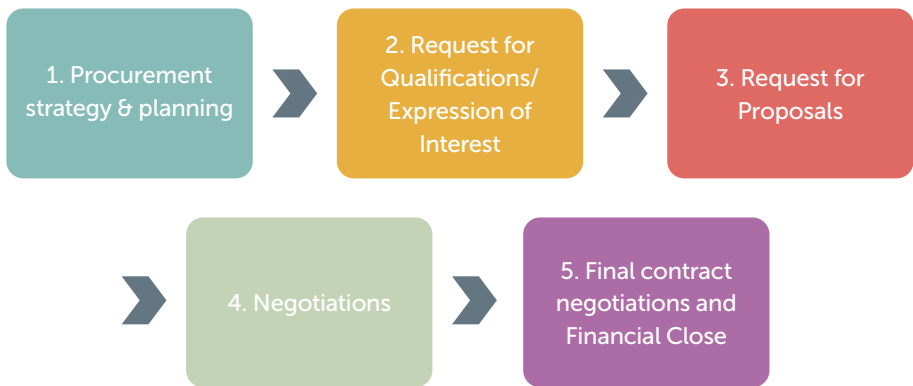 1. Procurement
strategy & planning
2. Request for
Qualifications/
Expression of
Interest
3. Request for
Proposals
4. Negotiations
5. Final contract
negotiations and
Financial Close